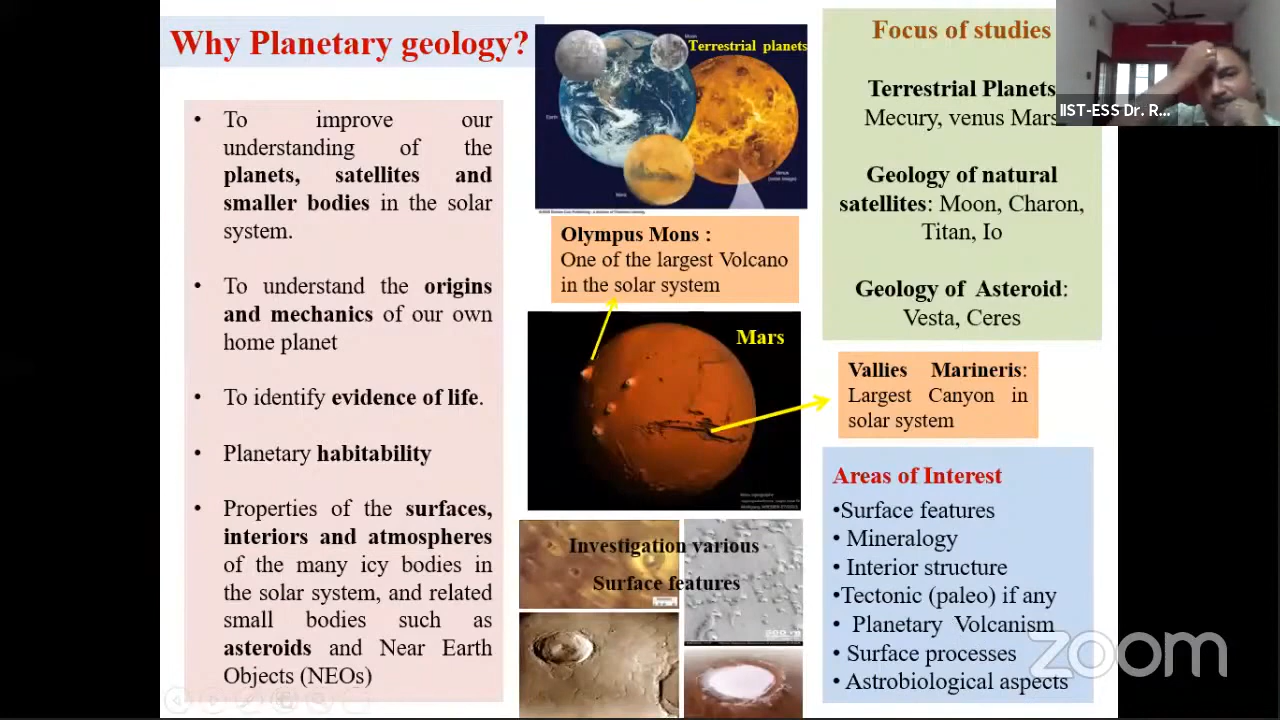 Why Planetary geology?
• To improve our
understanding of the
planets, satellites and
smaller bodies in the solar
system.
• To understand the origins
and mechanics of our own
home planet
• To identify evidence of life.
• Planetary habitability
• Properties of the surfaces,
interiors and atmospheres
of the many icy bodies in
the solar system, and related
small bodies such as
asteroids and Near Earth
Objects (NEOs)
Terrestrial planets
Moon
Earth
Mars
Venus
Olympus Mons :
One of the largest Volcano
in the solar system
Mars
Investigation various
Surface features
Focus of studies
Terrestrial Planets
Mecury, venus Mars
Geology of natural
satellites: Moon, Charon,
Titan, Io
Geology of Asteroid:
Vesta, Ceres
IIST-ESS Dr. R...
Vallies Marineris:
Largest Canyon in
solar system
Areas of Interest
•Surface features
• Mineralogy
• Interior structure
•Tectonic (paleo) if any
• Planetary Volcanism
• Surface processes
• Astrobiological aspects
zoom